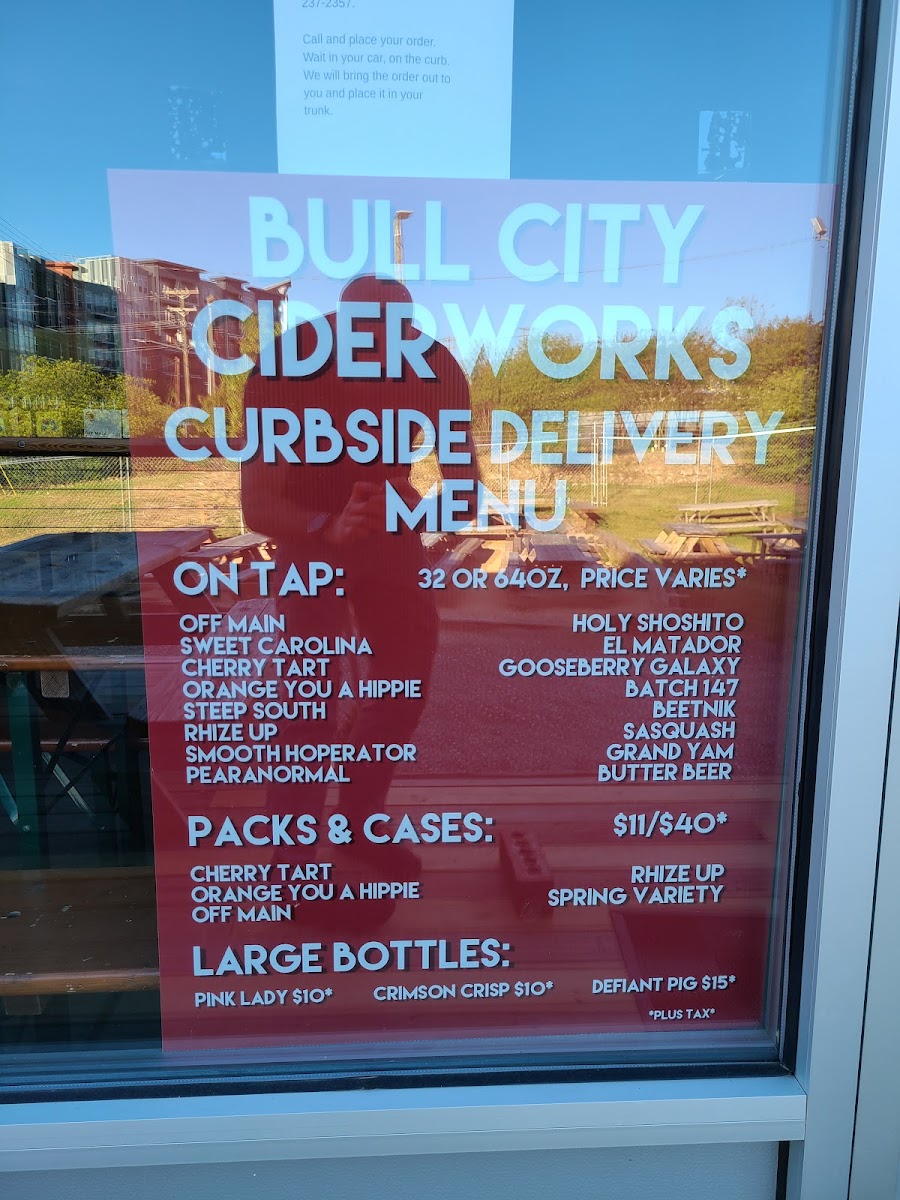 237-2357.
Call and place your order.
Wait in your car, on the curb.
We will bring the order out to
you and place it in your
trunk.
BULL CITY
CIDERWORKS
CURBSIDE DELIVERY
MENU
ON TAP: 32 OR 64OZ, PRICE VARIES*
OFF MAIN HOLY SHOSHITO
SWEET CAROLINA EL MATADOR
CHERRY TART GOOSEBERRY GALAXY
ORANGE YOU A HIPPIE BATCH 147
STEEP SOUTH BEETNIK
RHIZE UP SASQUASH
SMOOTH HOPERATOR GRAND YAM
PEARANORMAL BUTTER BEER
PACKS & CASES: $11/$40*
CHERRY TART RHIZE UP
ORANGE YOU A HIPPIE SPRING VARIETY
OFF MAIN
LARGE BOTTLES:
PINK LADY $10* CRIMSON CRISP $10* DEFIANT PIG $15*
*PLUS TAX*